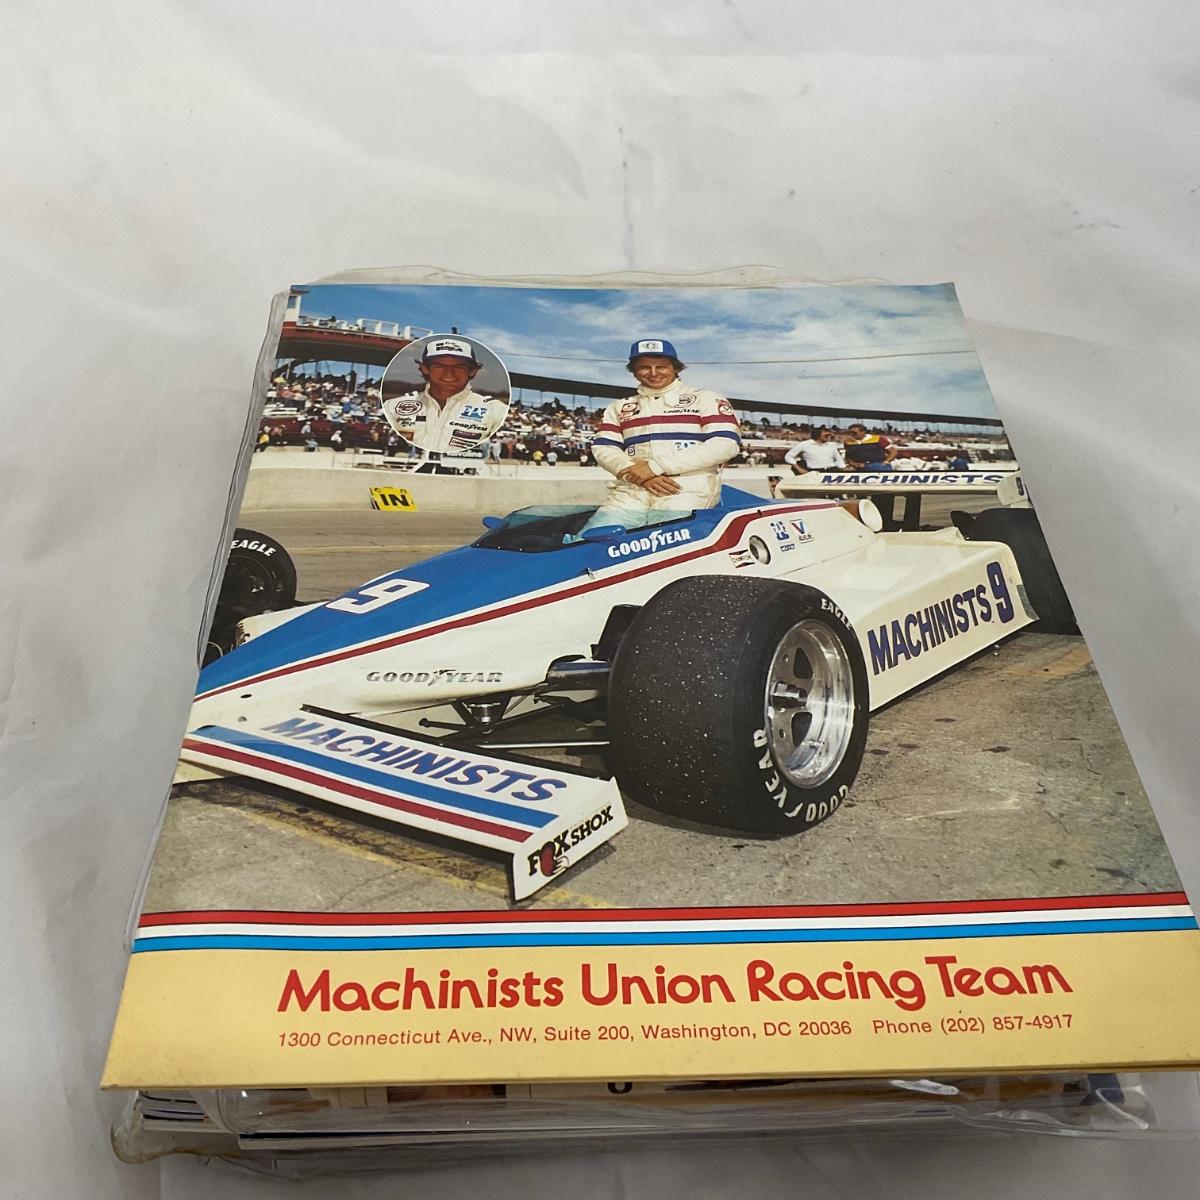 IN
MACHINISTS 9
EAGLE
GOODYEAR
9
EAGLE
MACHINISTS 9
GOODYEAR
GOODYEAR
MACHINISTS
FOX SHOX
Machinists Union Racing Team
1300 Connecticut Ave., NW, Suite 200, Washington, DC 20036 Phone (202) 857-4917